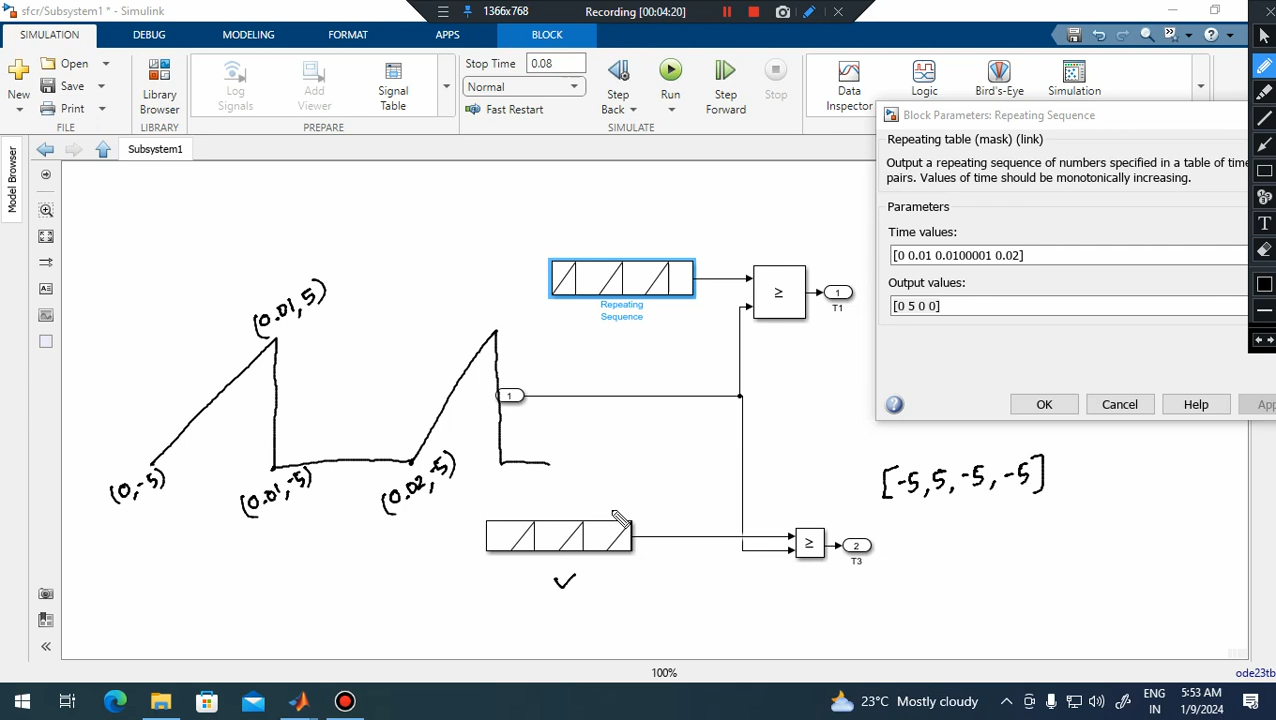 sfcr/Subsystem1 * - Simulink
1366x768
Recording [00:04:20]
SIMULATION
DEBUG
MODELING
FORMAT
APPS
BLOCK
New
Open
Save
Print
FILE
Library
Browser
LIBRARY
Log
Signals
Add
Viewer
Signal
Table
PREPARE
Stop Time 0.08
Normal
Fast Restart
Step
Back
Run
Step
Forward
Stop
SIMULATE
Data
Inspector
Logic
Bird's-Eye
Simulation
Model Browser
Subsystem1
Block Parameters: Repeating Sequence
Repeating table (mask) (link)
Output a repeating sequence of numbers specified in a table of time
pairs. Values of time should be monotonically increasing.
Parameters
Time values:
[0 0.01 0.0100001 0.02]
Output values:
[0 5 0 0]
OK
Cancel
Help
App
Repeating
Sequence
≥
1
T1
(0.01, 5)
1
(0, -5)
(0.01, -5)
(0.02, -5)
[-5, 5, -5, -5]
≥
2
T3
100%
ode23tb
23°C Mostly cloudy
ENG
IN
5:53 AM
1/9/2024